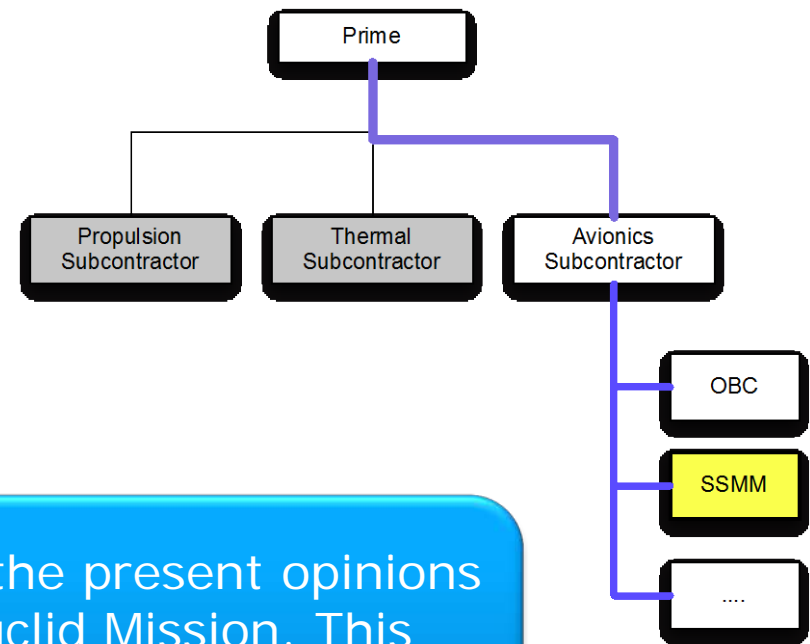 Prime
Propulsion
Subcontractor
Thermal
Subcontractor
Avionics
Subcontractor
OBC
SSMM
....
the present opinions
Mission. This